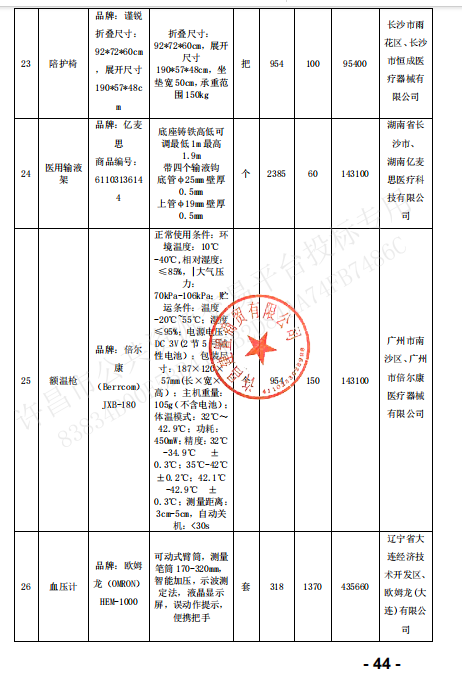 23
陪护椅
品牌：谨锐
折叠尺寸：
92*72*60cm
，展开尺寸
190*57*48c
m
折叠尺寸：
92*72*60cm，展开
尺寸
190*57*48cm，坐
垫宽 50cm，承重范
围 150kg
把
954
100
95400
长沙市雨
花区、长沙
市恒成医
疗器械有
限公司
24
医用输液
架
品牌：亿麦
思
商品编号：
6110313614
4
底座铸铁高低可
调最低 1m 最高
1.9m
带四个输液钩
底管φ25mm 壁厚
0.5mm
上管φ19mm 壁厚
0.5mm
个
2385
60
143100
湖南省长
沙市、
湖南亿麦
思医疗科
技有限公
司
25
额温枪
品牌：倍尔
康
(Berrcom)
JXB-180
正常使用条件：环
境温度：10℃
-40℃,相对湿度：
≤85%，|大气压
力：
70kPa-106kPa；贮
运条件：温度
-20℃~55℃；湿度
≤95%；电源电压：
DC 3V(2 节 5
性电池)；包装尺
寸：187×120×
57mm(长×宽×
高)；主机重量：
105g(不含电池)；
体温模式：32℃～
42.9℃；功耗：
450mW；精度：32℃
-34.9℃ ±
0.3℃；35℃-42℃
±0.2℃；42.1℃
-42.9℃ ±
0.3℃；测量距离：
3cm-5cm，自动关
机：<30s
954
150
143100
广州市南
沙区、广州
市倍尔康
医疗器械
有限公司
26
血压计
品牌：欧姆
龙（OMRON）
HEM-1000
可动式臂筒，测量
笔筒 170-320mm，
智能加压，示波测
定法，液晶显示
屏，误动作提示，
便携把手
套
318
1370
435660
辽宁省大
连经济技
术开发区、
欧姆龙(大
连)有限公
司
- 44 -